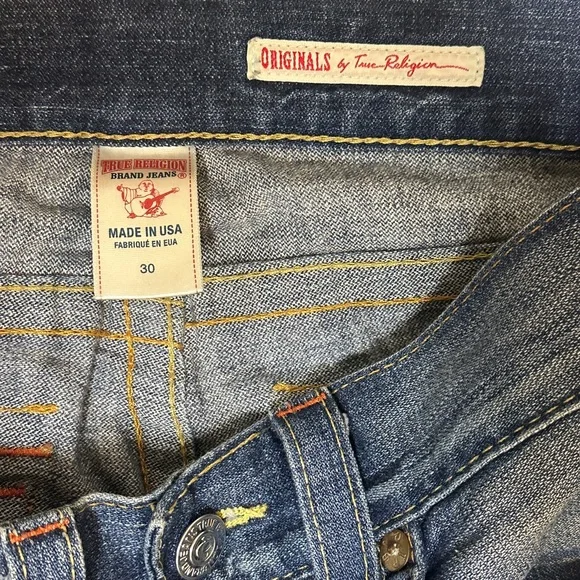 ORIGINALS by True Religion
TRUE RELIGION
BRAND JEANS®
MADE IN USA
FABRIQUÉ EN EUA
30